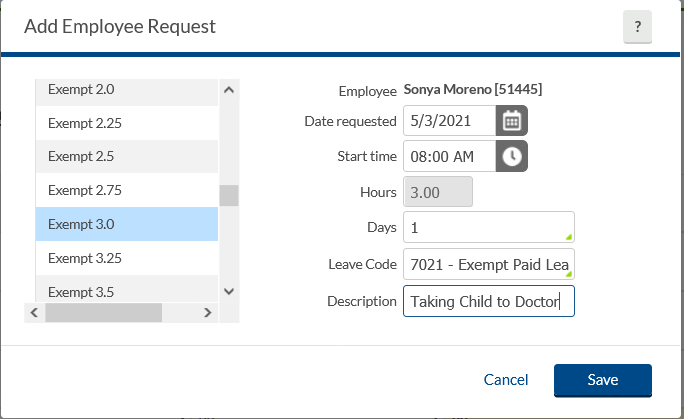 Add Employee Request
?
Exempt 2.0
Exempt 2.25
Exempt 2.5
Exempt 2.75
Exempt 3.0
Exempt 3.25
Exempt 3.5
Employee Sonya Moreno [51445]
Date requested 5/3/2021
Start time 08:00 AM
Hours 3.00
Days 1
Leave Code 7021 - Exempt Paid Lea
Description Taking Child to Doctor
Cancel
Save